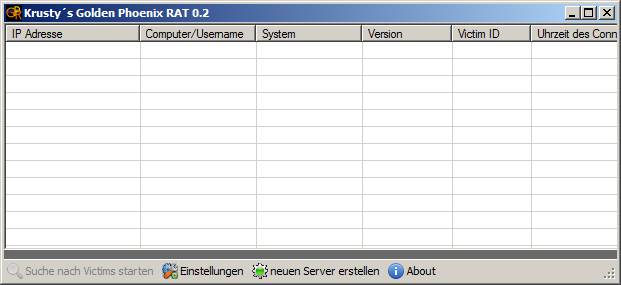 Krusty´s Golden Phoenix RAT 0.2
IP Adresse Computer/Username System Version Victim ID Uhrzeit des Conn
Suche nach Victims starten Einstellungen neuen Server erstellen About